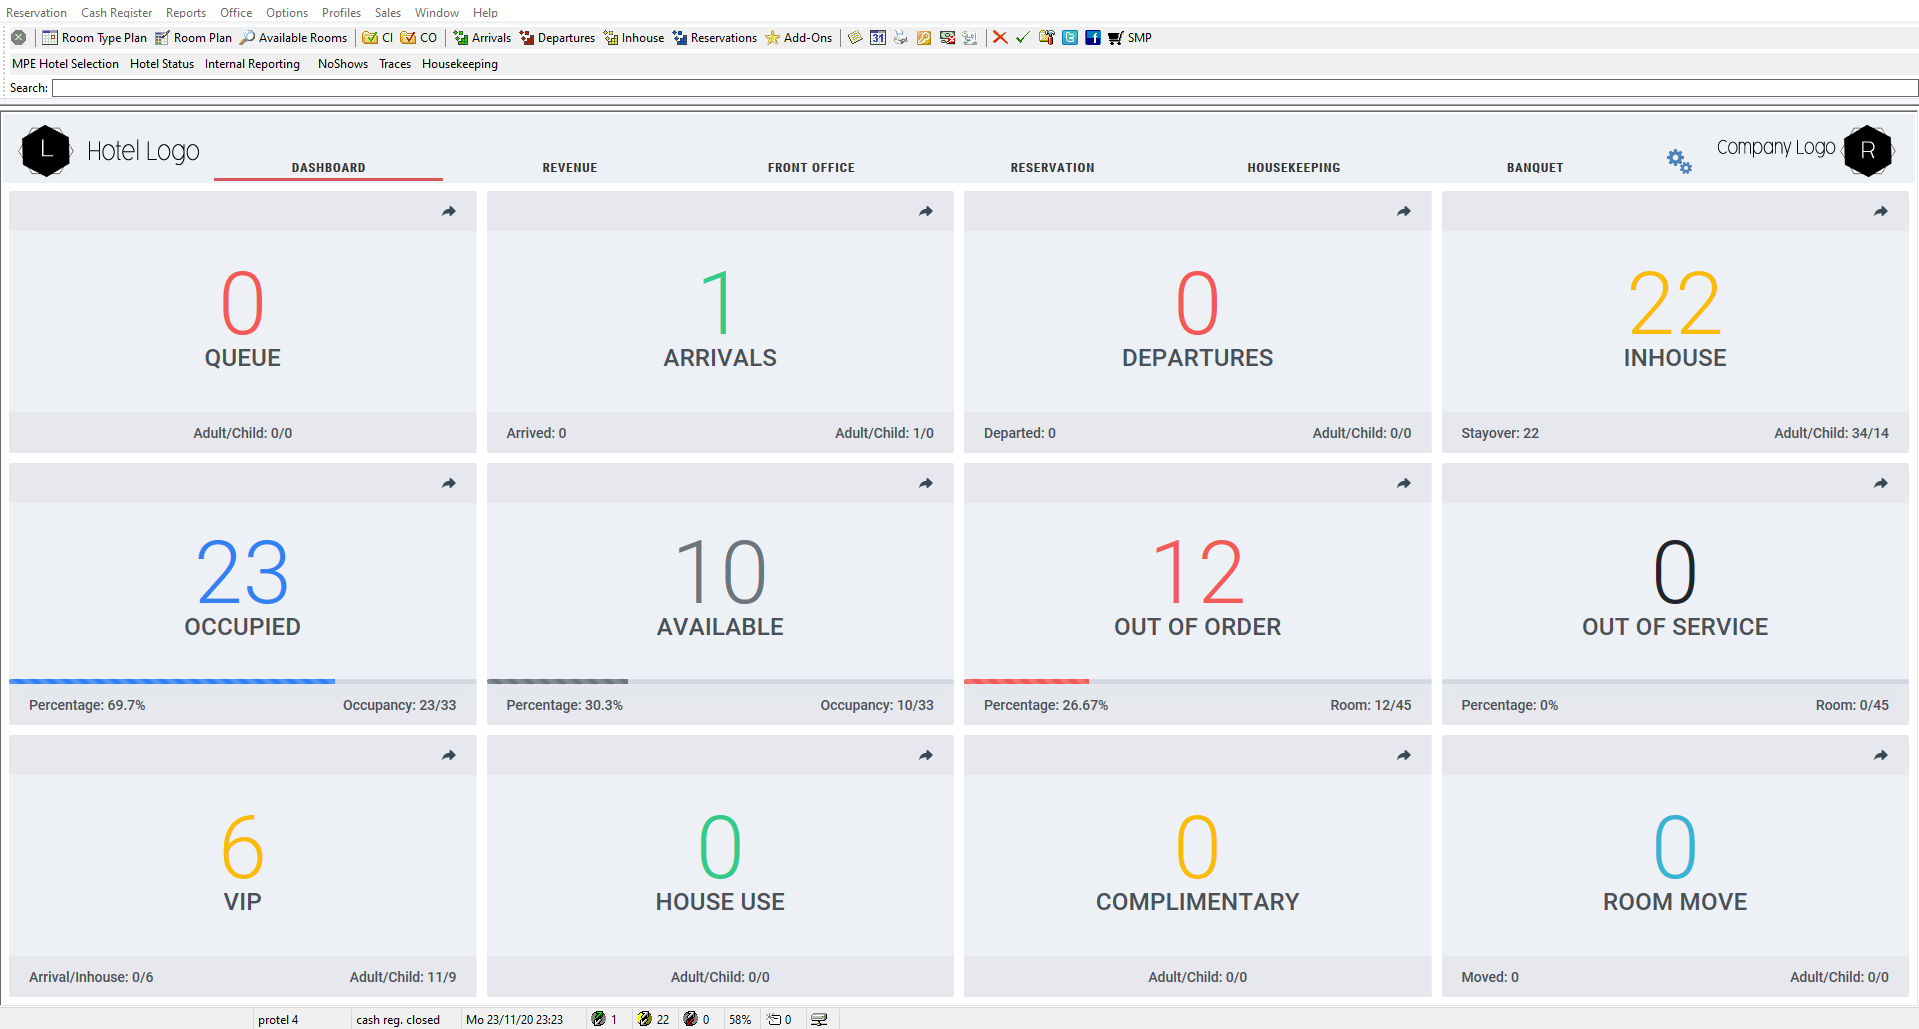 Reservation Cash Register Reports Office Options Profiles Sales Window Help
Room Type Plan Room Plan Available Rooms CI CO Arrivals Departures Inhouse Reservations Add-Ons 31 SMP
MPE Hotel Selection Hotel Status Internal Reporting NoShows Traces Housekeeping
Search:
L Hotel Logo
DASHBOARD REVENUE FRONT OFFICE RESERVATION HOUSEKEEPING BANQUET
Company Logo R
0
QUEUE
Adult/Child: 0/0
1
ARRIVALS
Arrived: 0 Adult/Child: 1/0
0
DEPARTURES
Departed: 0 Adult/Child: 0/0
22
INHOUSE
Stayover: 22 Adult/Child: 34/14
23
OCCUPIED
Percentage: 69.7% Occupancy: 23/33
10
AVAILABLE
Percentage: 30.3% Occupancy: 10/33
12
OUT OF ORDER
Percentage: 26.67% Room: 12/45
0
OUT OF SERVICE
Percentage: 0% Room: 0/45
6
VIP
Arrival/Inhouse: 0/6 Adult/Child: 11/9
0
HOUSE USE
Adult/Child: 0/0
0
COMPLIMENTARY
Adult/Child: 0/0
0
ROOM MOVE
Moved: 0 Adult/Child: 0/0
protel 4 cash reg. closed Mo 23/11/20 23:23 1 22 0 58% 0